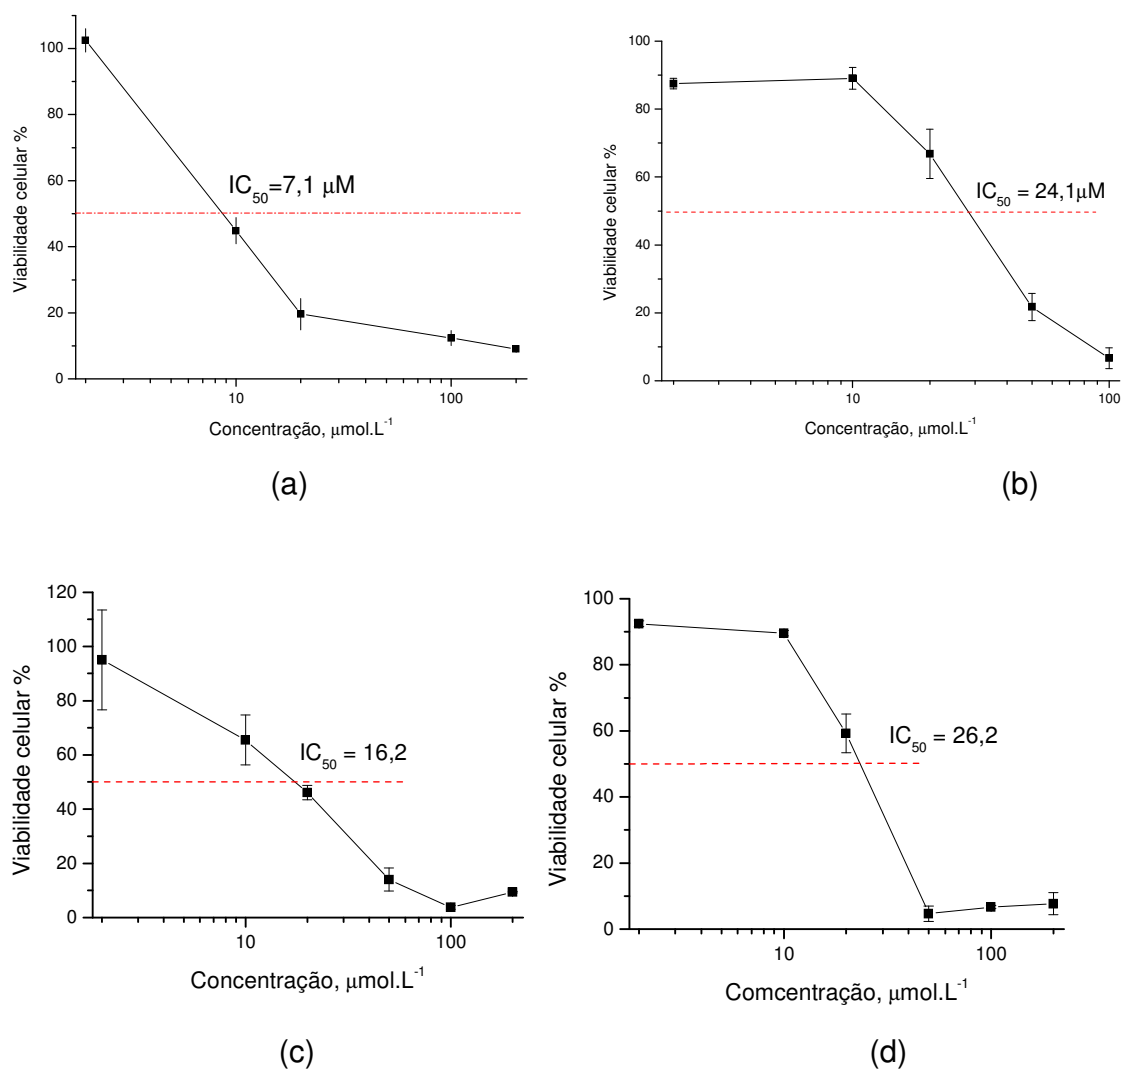 100
80
60
40
20
0
Viabilidade celular %
IC50=7,1 μM
10
100
Concentração, μmol.L-1
(a)
100
80
60
40
20
0
Viabilidade celular %
IC50 = 24,1μM
10
100
Concentração, μmol.L-1
(b)
120
100
80
60
40
20
0
Viabilidade celular %
IC50 = 16,2
10
100
Concentração, μmol.L-1
(c)
100
80
60
40
20
0
Viabilidade celular %
IC50 = 26,2
10
100
Comcentração, μmol.L-1
(d)